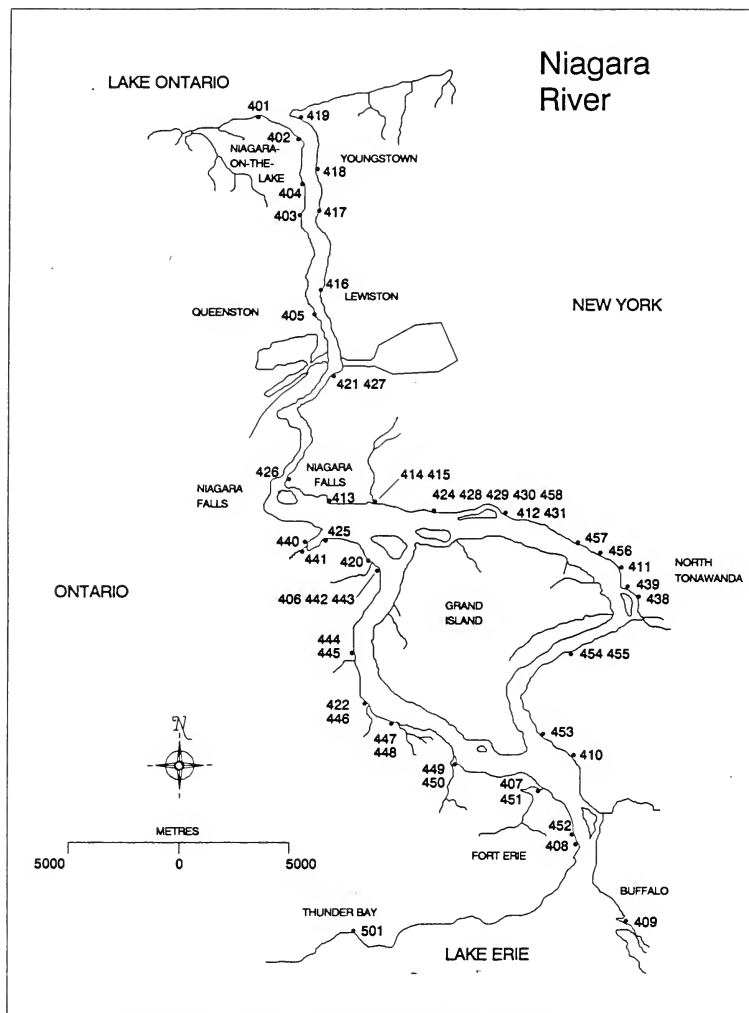 Niagara
River
LAKE ONTARIO
401
419
402
NIAGARA-
ON-THE-
LAKE
YOUNGSTOWN
418
404
403
417
416
LEWISTON
QUEENSTON
405
NEW YORK
421 427
426
NIAGARA
FALLS
NIAGARA
FALLS
413
414 415
424 428 429 430 458
412 431
425
440
441
420
457
456
411
NORTH
TONAWANDA
439
438
ONTARIO
406 442 443
GRAND
ISLAND
444
445
454 455
422
446
447
448
453
410
N
449
450
407
451
METRES
5000 0 5000
452
408
FORT ERIE
BUFFALO
409
THUNDER BAY
501
LAKE ERIE